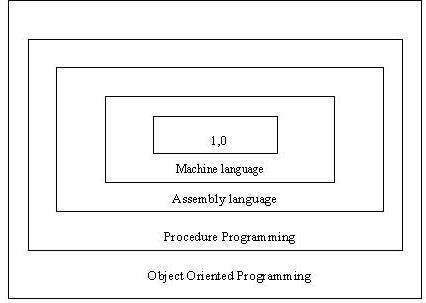 1,0
Machine language
Assembly language
Procedure Programming
Object Oriented Programming